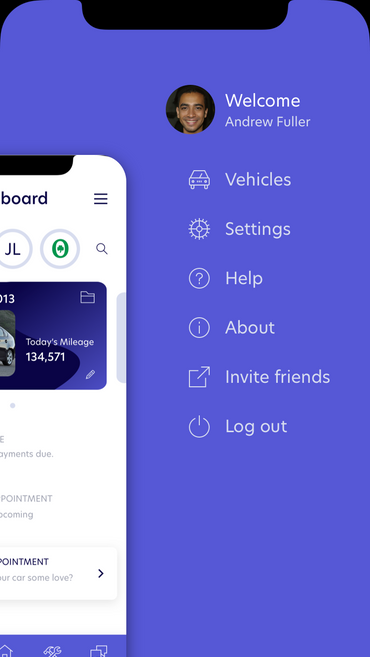 Welcome
Andrew Fuller
Vehicles
Settings
Help
About
Invite friends
Log out
board
JL
013
Today's Mileage
134,571
E
ayments due.
POINTMENT
pcoming
POINTMENT
ur car some love?